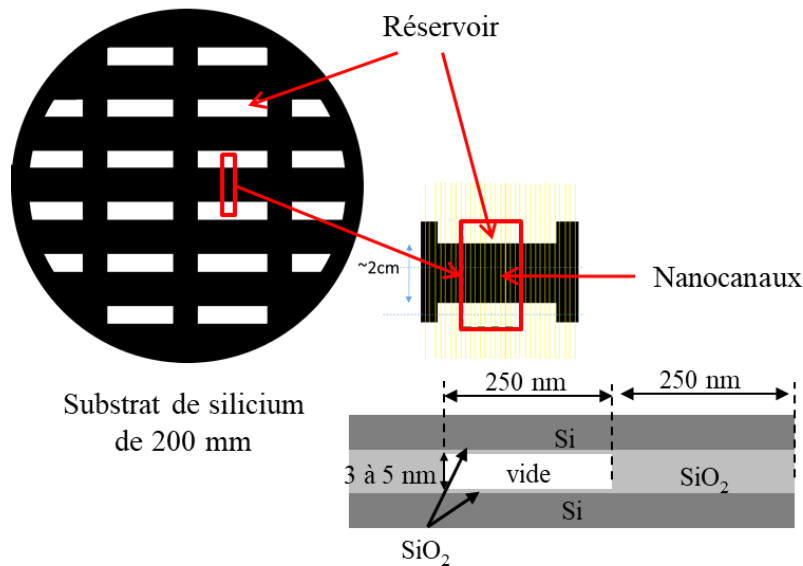 Réservoir
~2cm
Nanocanaux
Substrat de silicium
de 200 mm
250 nm
250 nm
Si
3 à 5 nm
vide
SiO2
Si
SiO2